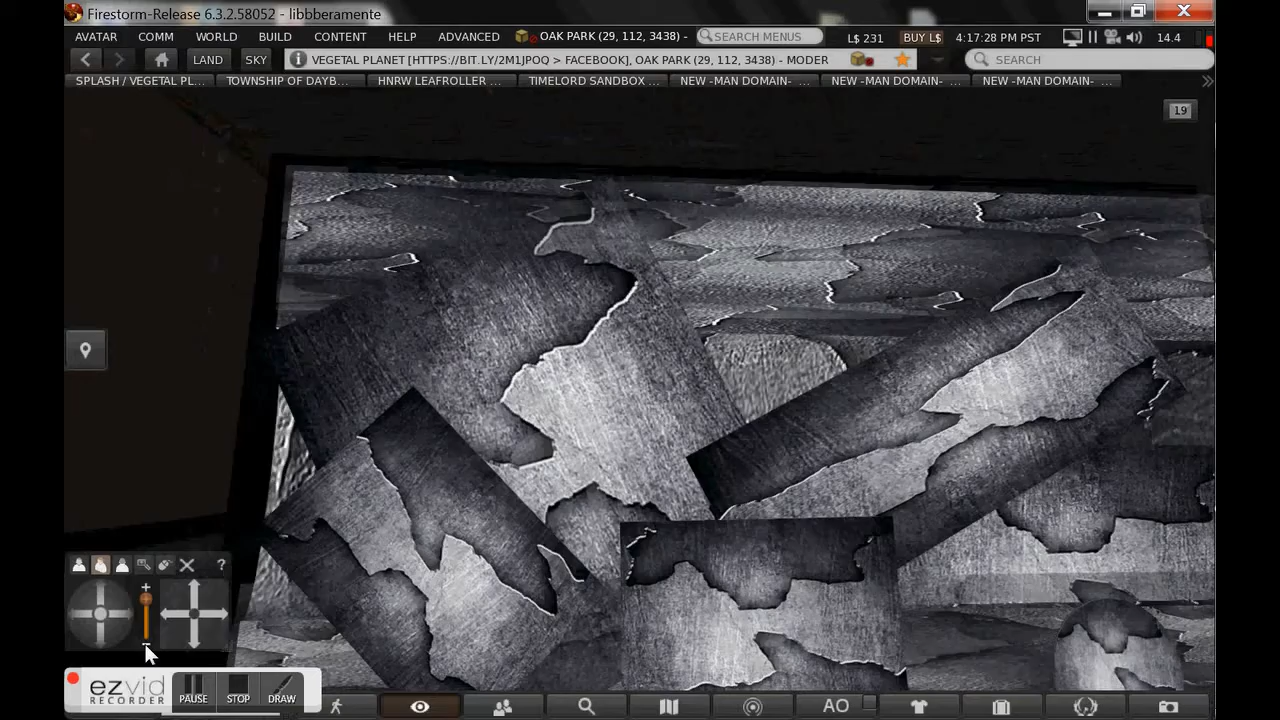 Firestorm-Release 6.3.2.58052 - libbberamente
AVATAR COMM WORLD BUILD CONTENT HELP ADVANCED OAK PARK (29, 112, 3438) - SEARCH MENUS L$ 231 BUY L$ 4:17:28 PM PST 14.4
LAND SKY VEGETAL PLANET [HTTPS://BIT.LY/2N1LJPOQ > FACEBOOK], OAK PARK (29, 112, 3438) - MODER SEARCH
SPLASH / VEGETAL PL... TOWNSHIP OF DAYB... HNRW LEAFROLLER ... TIMELORD SANDBOX ... NEW -MAN DOMAIN- ... NEW -MAN DOMAIN- ... NEW -MAN DOMAIN- ...
19
ezvid
RECORDER
PAUSE STOP DRAW
AO